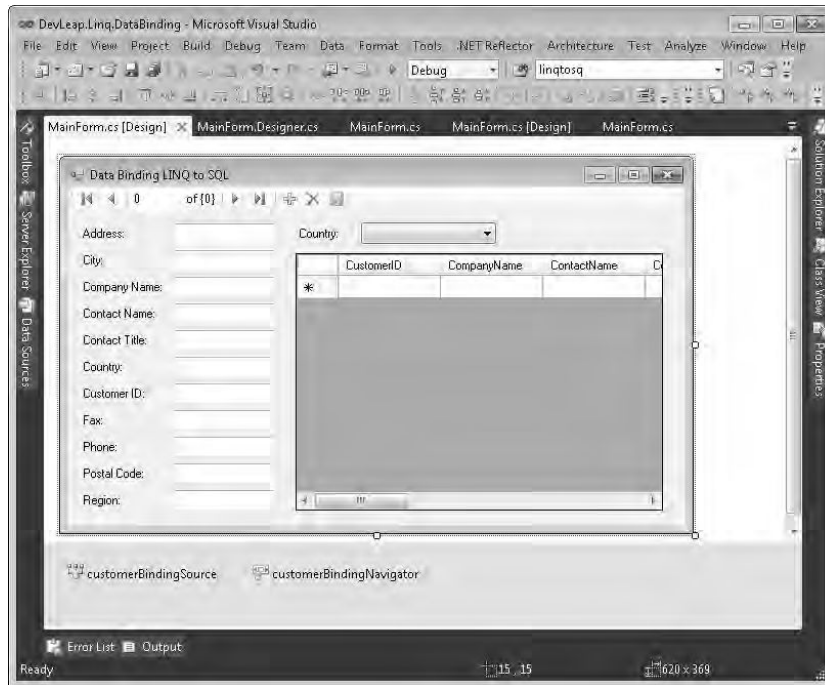 DevLeap.Linq.DataBinding - Microsoft Visual Studio
File Edit View Project Build Debug Team Data Format Tools .NET Reflector Architecture Test Analyze Window Help
Debug linqtosq
MainForm.cs [Design] MainForm.Designer.cs MainForm.cs MainForm.cs [Design] MainForm.cs
Toolbox
Server Explorer
Data Sources
Data Binding LINQ to SQL
0 of {0}
Address:
City:
Company Name:
Contact Name:
Contact Title:
Country:
Customer ID:
Fax:
Phone:
Postal Code:
Region:
Country:
CustomerID CompanyName ContactName
Solution Explorer
Class View
Properties
customerBindingSource customerBindingNavigator
Error List Output
Ready 15 , 15 620 x 369